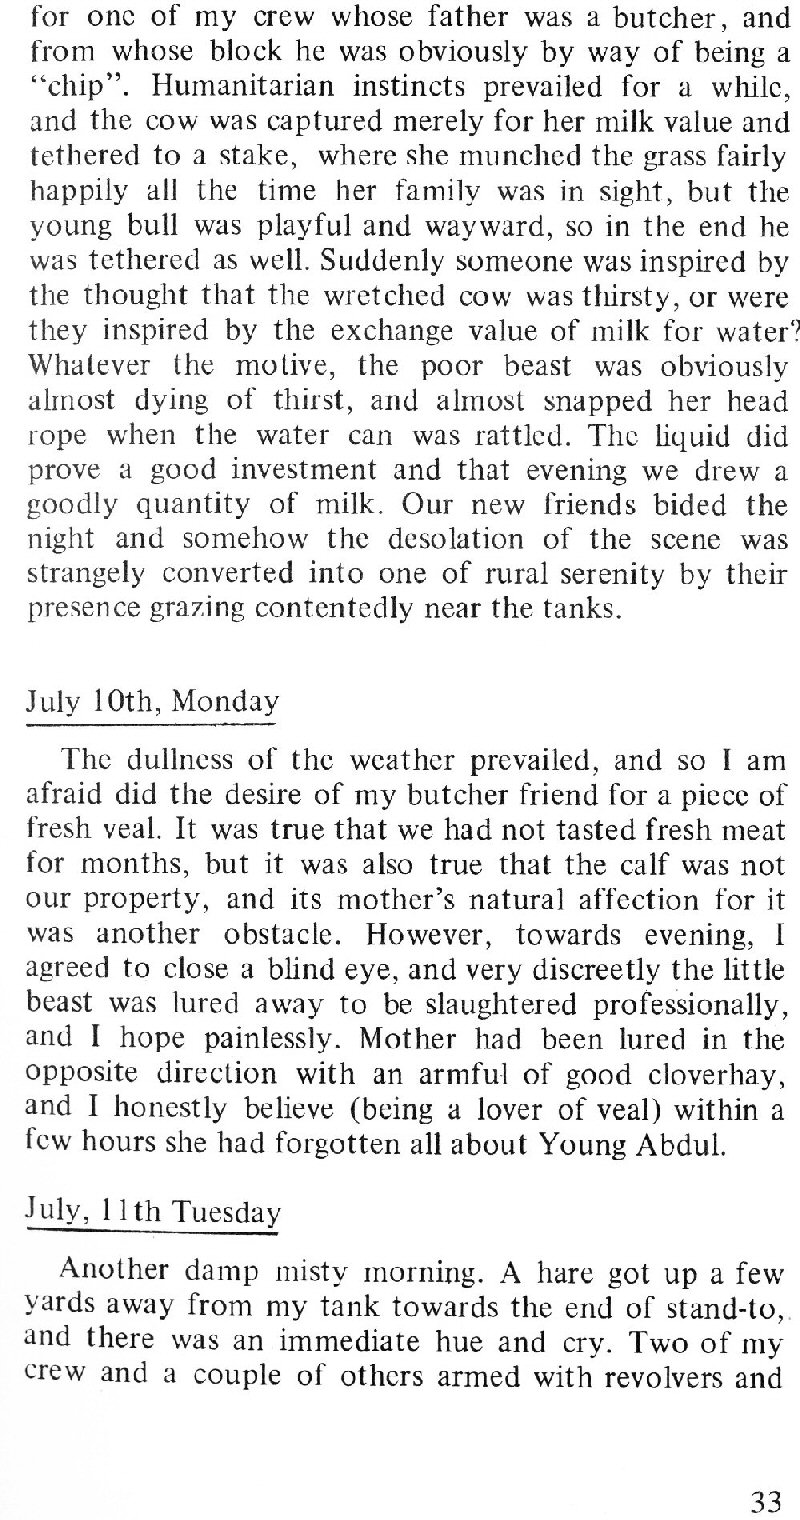 for one of my crew whose father was a butcher, and
from whose block he was obviously by way of being a
“chip”. Humanitarian instincts prevailed for a while,
and the cow was captured merely for her milk value and
tethered to a stake, where she munched the grass fairly
happily all the time her family was in sight, but the
young bull was playful and wayward, so in the end he
was tethered as well. Suddenly someone was inspired by
the thought that the wretched cow was thirsty, or were
they inspired by the exchange value of milk for water?
Whatever the motive, the poor beast was obviously
almost dying of thirst, and almost snapped her head
rope when the water can was rattled. The liquid did
prove a good investment and that evening we drew a
goodly quantity of milk. Our new friends bided the
night and somehow the desolation of the scene was
strangely converted into one of rural serenity by their
presence grazing contentedly near the tanks.
July 10th, Monday
The dullness of the weather prevailed, and so I am
afraid did the desire of my butcher friend for a piece of
fresh veal. It was true that we had not tasted fresh meat
for months, but it was also true that the calf was not
our property, and its mother’s natural affection for it
was another obstacle. However, towards evening, I
agreed to close a blind eye, and very discreetly the little
beast was lured away to be slaughtered professionally,
and I hope painlessly. Mother had been lured in the
opposite direction with an armful of good cloverhay,
and I honestly believe (being a lover of veal) within a
few hours she had forgotten all about Young Abdul.
July, 11th Tuesday
Another damp misty morning. A hare got up a few
yards away from my tank towards the end of stand-to,
and there was an immediate hue and cry. Two of my
crew and a couple of others armed with revolvers and
33